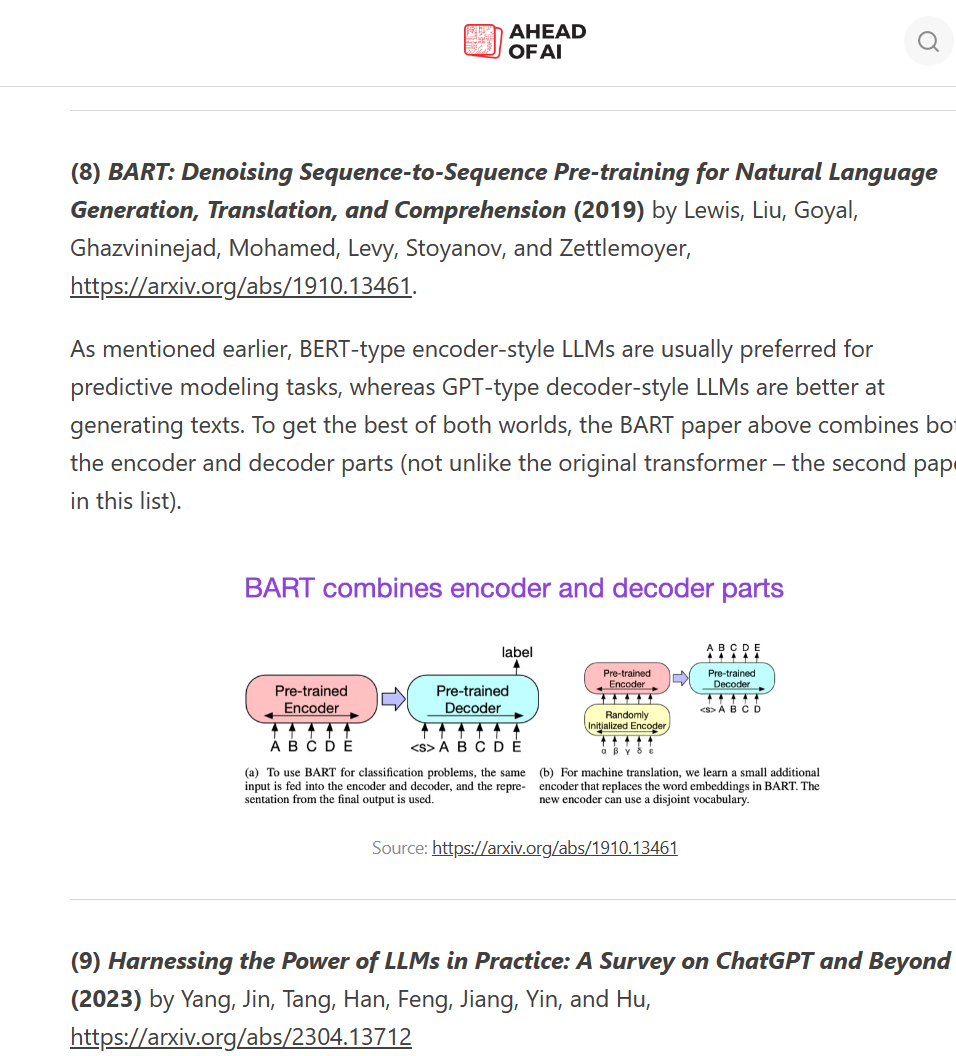 AHEAD
OF AI
(8) BART: Denoising Sequence-to-Sequence Pre-training for Natural Language
Generation, Translation, and Comprehension (2019) by Lewis, Liu, Goyal,
Ghazvininejad, Mohamed, Levy, Stoyanov, and Zettlemoyer,
https://arxiv.org/abs/1910.13461.
As mentioned earlier, BERT-type encoder-style LLMs are usually preferred for
predictive modeling tasks, whereas GPT-type decoder-style LLMs are better at
generating texts. To get the best of both worlds, the BART paper above combines bot
the encoder and decoder parts (not unlike the original transformer – the second pape
in this list).
BART combines encoder and decoder parts
label
Pre-trained
Encoder
Pre-trained
Decoder
A B C D E
<s> A B C D E
(a) To use BART for classification problems, the same
input is fed into the encoder and decoder, and the repre-
sentation from the final output is used.
A B C D E
Pre-trained
Encoder
Pre-trained
Decoder
<s> A B C D
Randomly
Initialized Encoder
α β γ δ ε
(b) For machine translation, we learn a small additional
encoder that replaces the word embeddings in BART. The
new encoder can use a disjoint vocabulary.
Source: https://arxiv.org/abs/1910.13461
(9) Harnessing the Power of LLMs in Practice: A Survey on ChatGPT and Beyond
(2023) by Yang, Jin, Tang, Han, Feng, Jiang, Yin, and Hu,
https://arxiv.org/abs/2304.13712